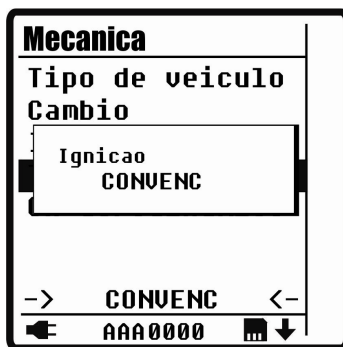 Mecanica
Tipo de veiculo
Cambio
Ignicao
CONVENC
-> CONVENC <-
AAA0000